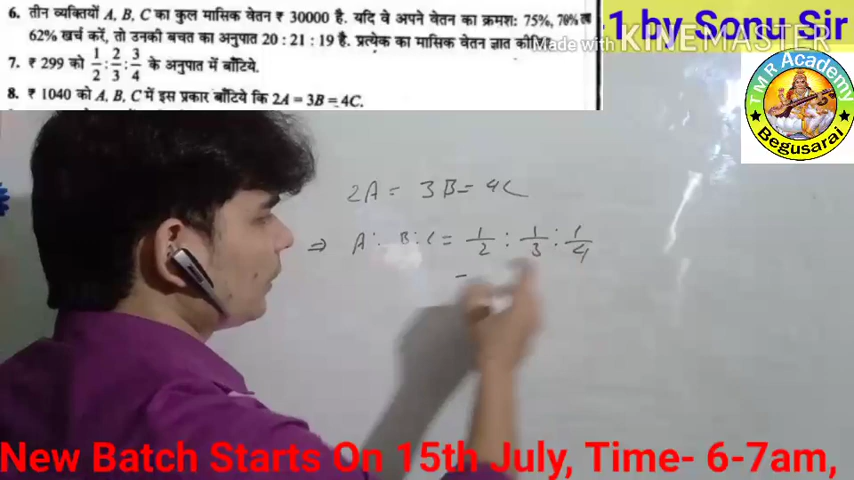 6. तीन व्यक्तियों A, B, C का कुल मासिक वेतन ₹ 30000 है. यदि वे अपने वेतन का क्रमश: 75%, 70%
62% खर्च करें, तो उनकी बचत का अनुपात 20 : 21 : 19 है. प्रत्येक का मासिक वेतन ज्ञात
7. ₹ 299 को 1/2 : 2/3 : 3/4 के अनुपात में बाँटिये.
8. ₹ 1040 को A, B, C में इस प्रकार बाँटिये कि 2A = 3B = 4C.
1 by Sonu Sir
Made with KINEMASTER
TMR Academy
Begusarai
2A = 3B = 4C
⇒ A : B : C = 1/2 : 1/3 : 1/4
New Batch Starts On 15th July, Time- 6-7am,